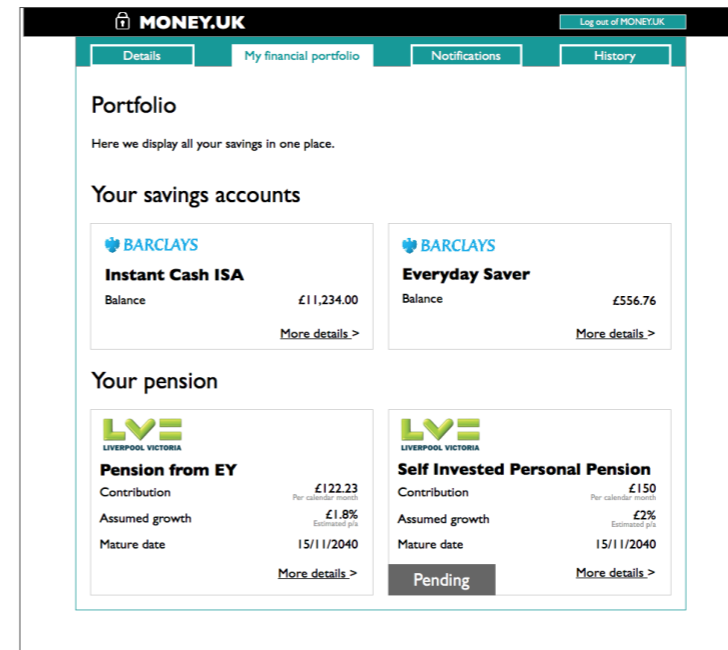 MONEY.UK
Log out of MONEY.UK
Details
My financial portfolio
Notifications
History
Portfolio
Here we display all your savings in one place.
Your savings accounts
BARCLAYS
Instant Cash ISA
Balance £11,234.00
More details >
BARCLAYS
Everyday Saver
Balance £556.76
More details >
Your pension
LV=
LIVERPOOL VICTORIA
Pension from EY
Contribution £122.23
Per calendar month
Assumed growth £1.8%
Estimated p/a
Mature date 15/11/2040
More details >
LV=
LIVERPOOL VICTORIA
Self Invested Personal Pension
Contribution £150
Per calendar month
Assumed growth £2%
Estimated p/a
Mature date 15/11/2040
Pending
More details >